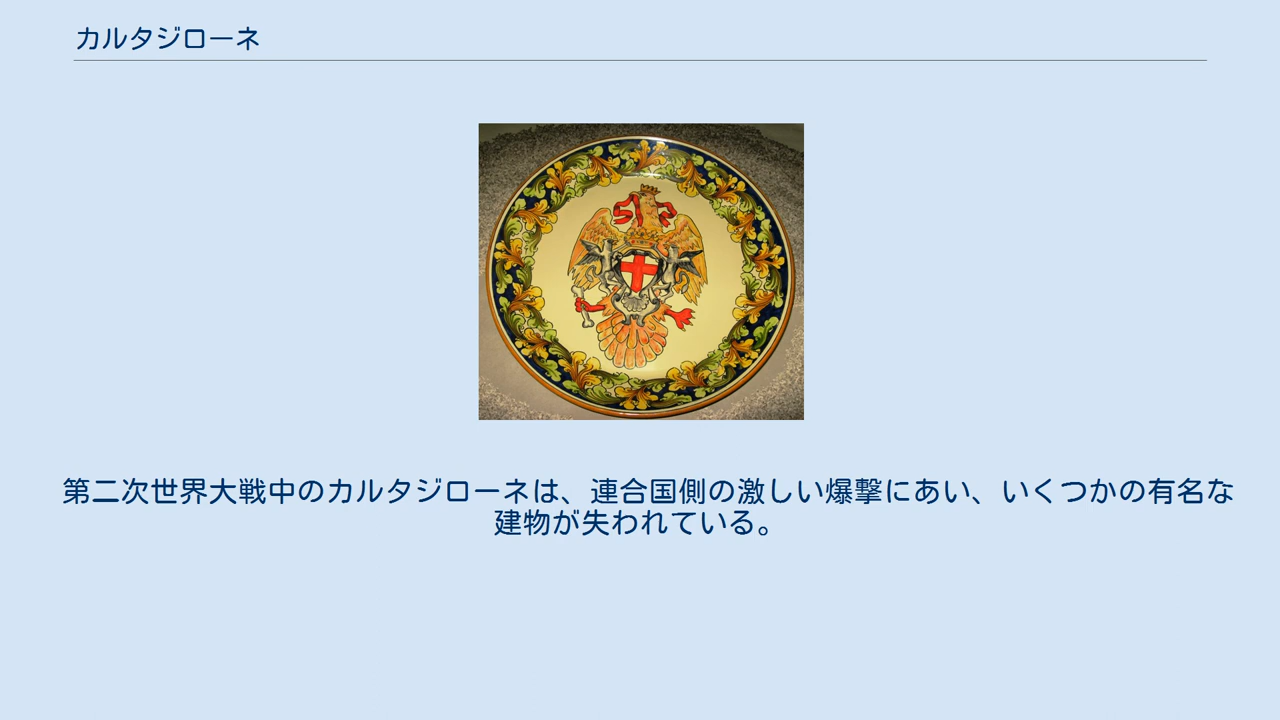 カルタジローネ
第二次世界大戦中のカルタジローネは、連合国側の激しい爆撃にあい、いくつかの有名な
建物が失われている。